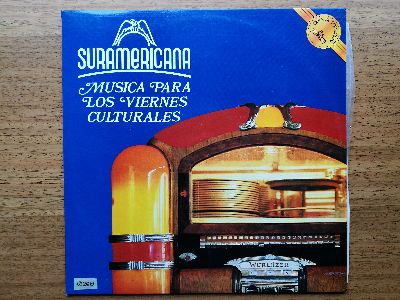 SURAMERICANA
MUSICA PARA
LOS VIERNES
CULTURALES
WURLITZER